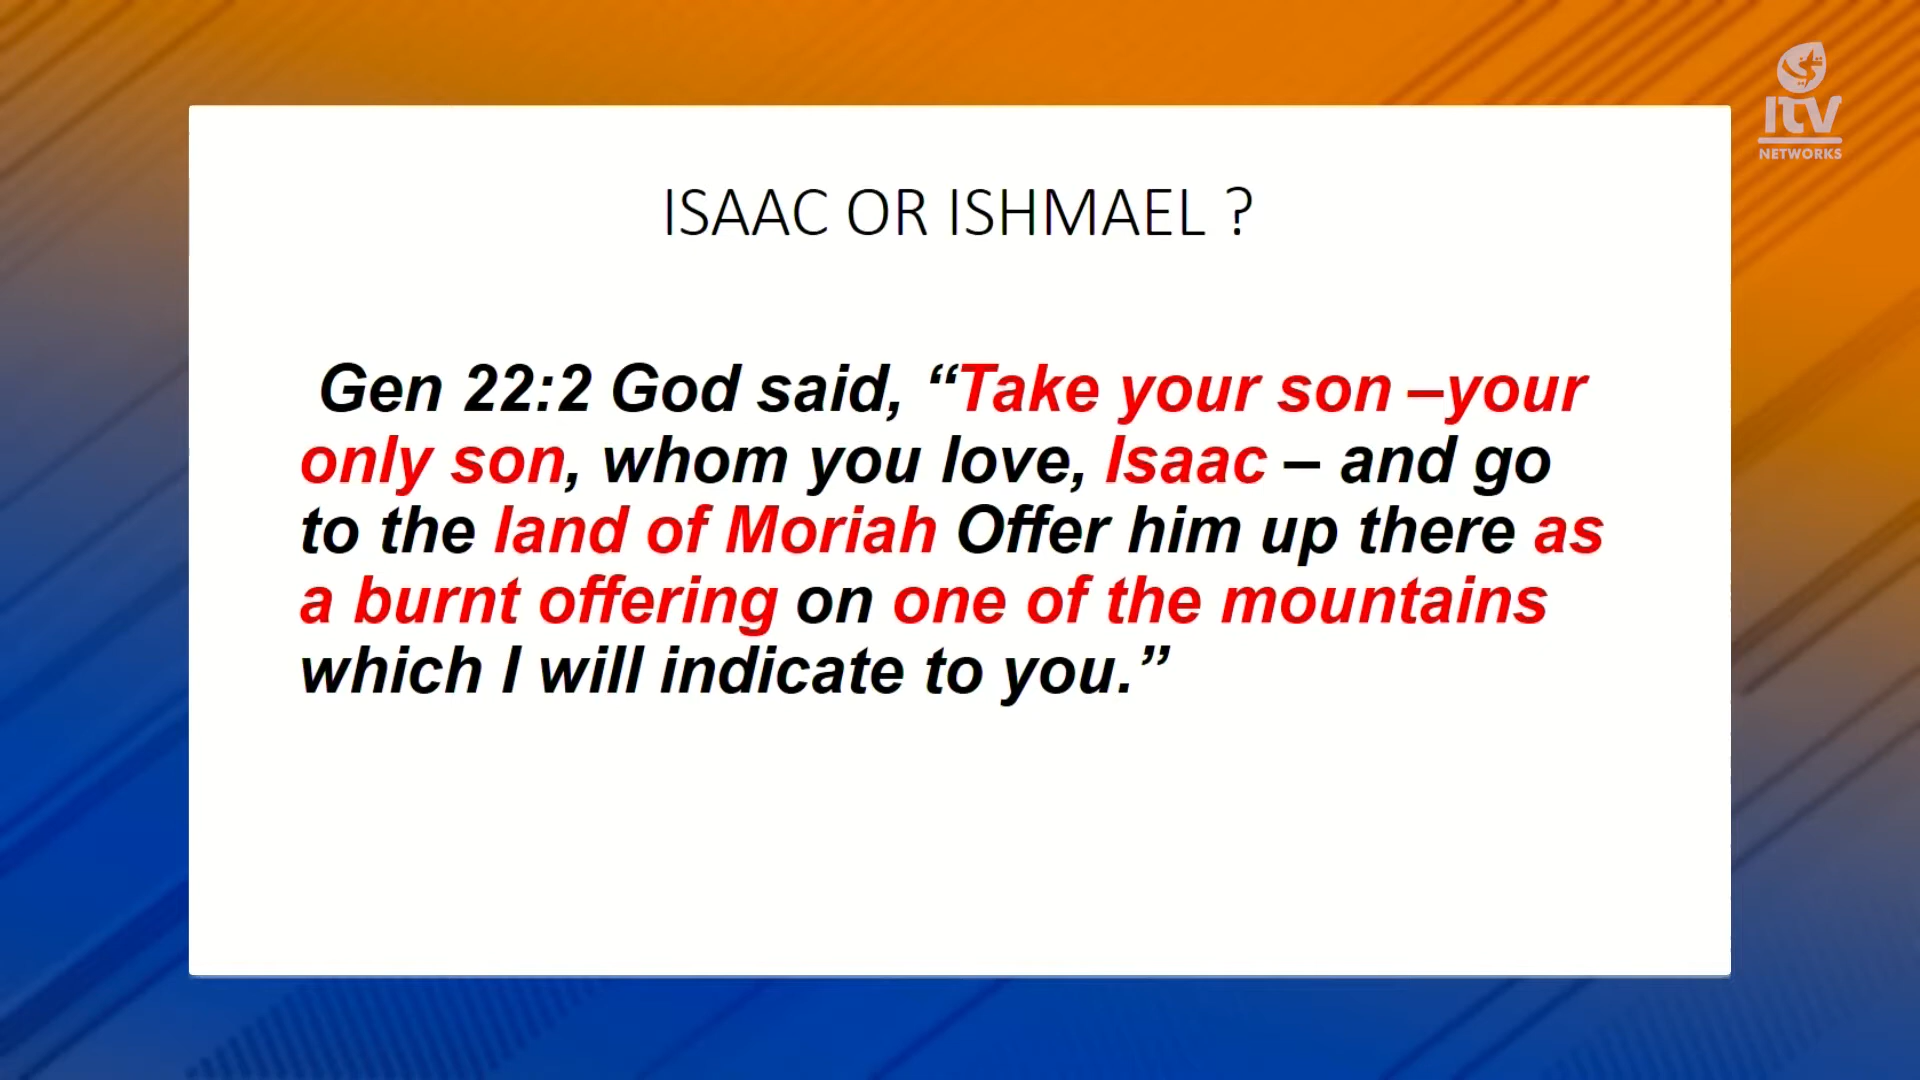 ITV
NETWORKS
ISAAC OR ISHMAEL ?
Gen 22:2 God said, “Take your son –your
only son, whom you love, Isaac – and go
to the land of Moriah Offer him up there as
a burnt offering on one of the mountains
which I will indicate to you.”